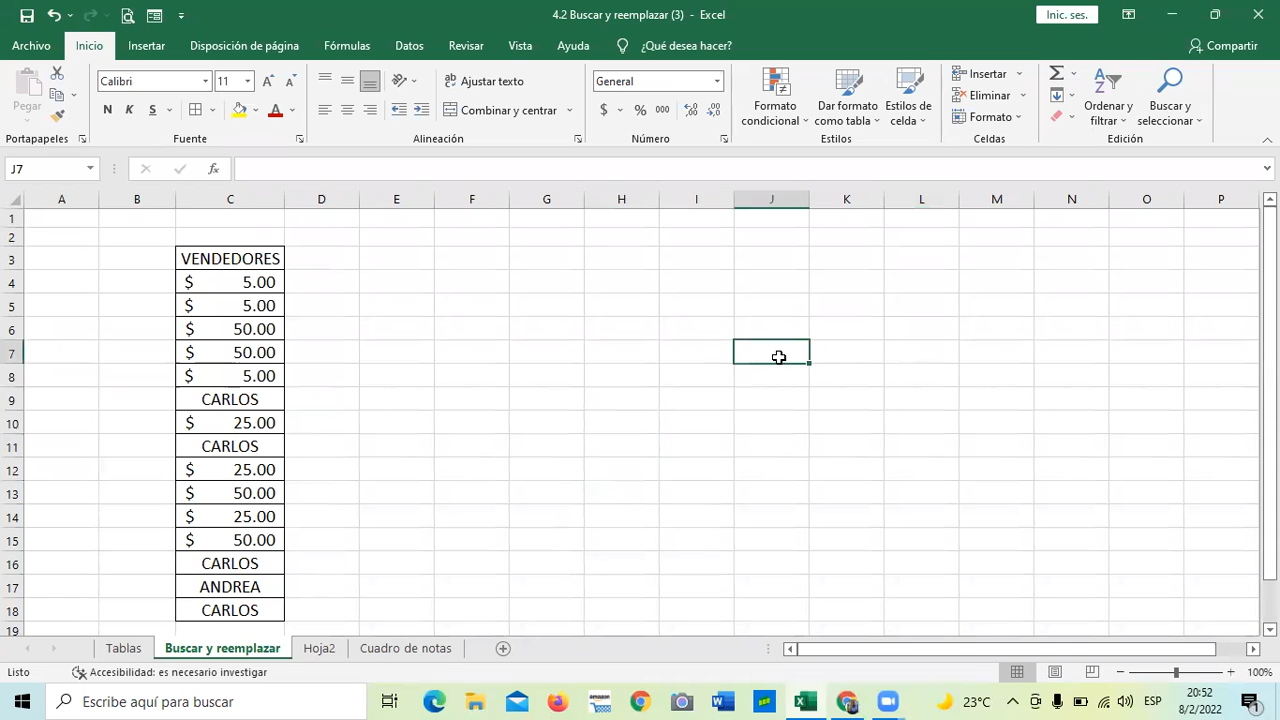 4.2 Buscar y reemplazar (3) - Excel
Inic. ses.
Archivo Inicio Insertar Disposición de página Fórmulas Datos Revisar Vista Ayuda ¿Qué desea hacer? Compartir
Pegar
Calibri 11
N K S
Ajustar texto
Combinar y centrar
General
$ % 000
Formato condicional
Dar formato como tabla
Estilos de celda
Insertar
Eliminar
Formato
Ordenar y filtrar
Buscar y seleccionar
Portapapeles Fuente Alineación Número Estilos Celdas Edición
J7 fx
A B C D E F G H I J K L M N O P
1
2
3 VENDEDORES
4 $ 5.00
5 $ 5.00
6 $ 50.00
7 $ 50.00
8 $ 5.00
9 CARLOS
10 $ 25.00
11 CARLOS
12 $ 25.00
13 $ 50.00
14 $ 25.00
15 $ 50.00
16 CARLOS
17 ANDREA
18 CARLOS
19
Tablas Buscar y reemplazar Hoja2 Cuadro de notas
Listo Accesibilidad: es necesario investigar 100%
Escribe aquí para buscar 23°C ESP 20:52
8/2/2022